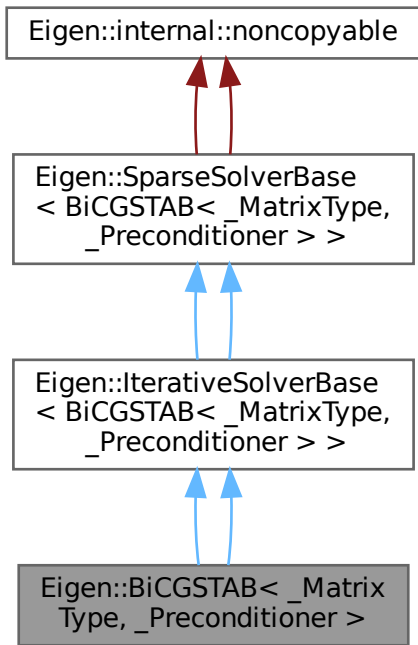 Eigen::internal::noncopyable
Eigen::SparseSolverBase
< BiCGSTAB< _MatrixType,
_Preconditioner > >
Eigen::IterativeSolverBase
< BiCGSTAB< _MatrixType,
_Preconditioner > >
Eigen::BiCGSTAB< _Matrix
Type, _Preconditioner >